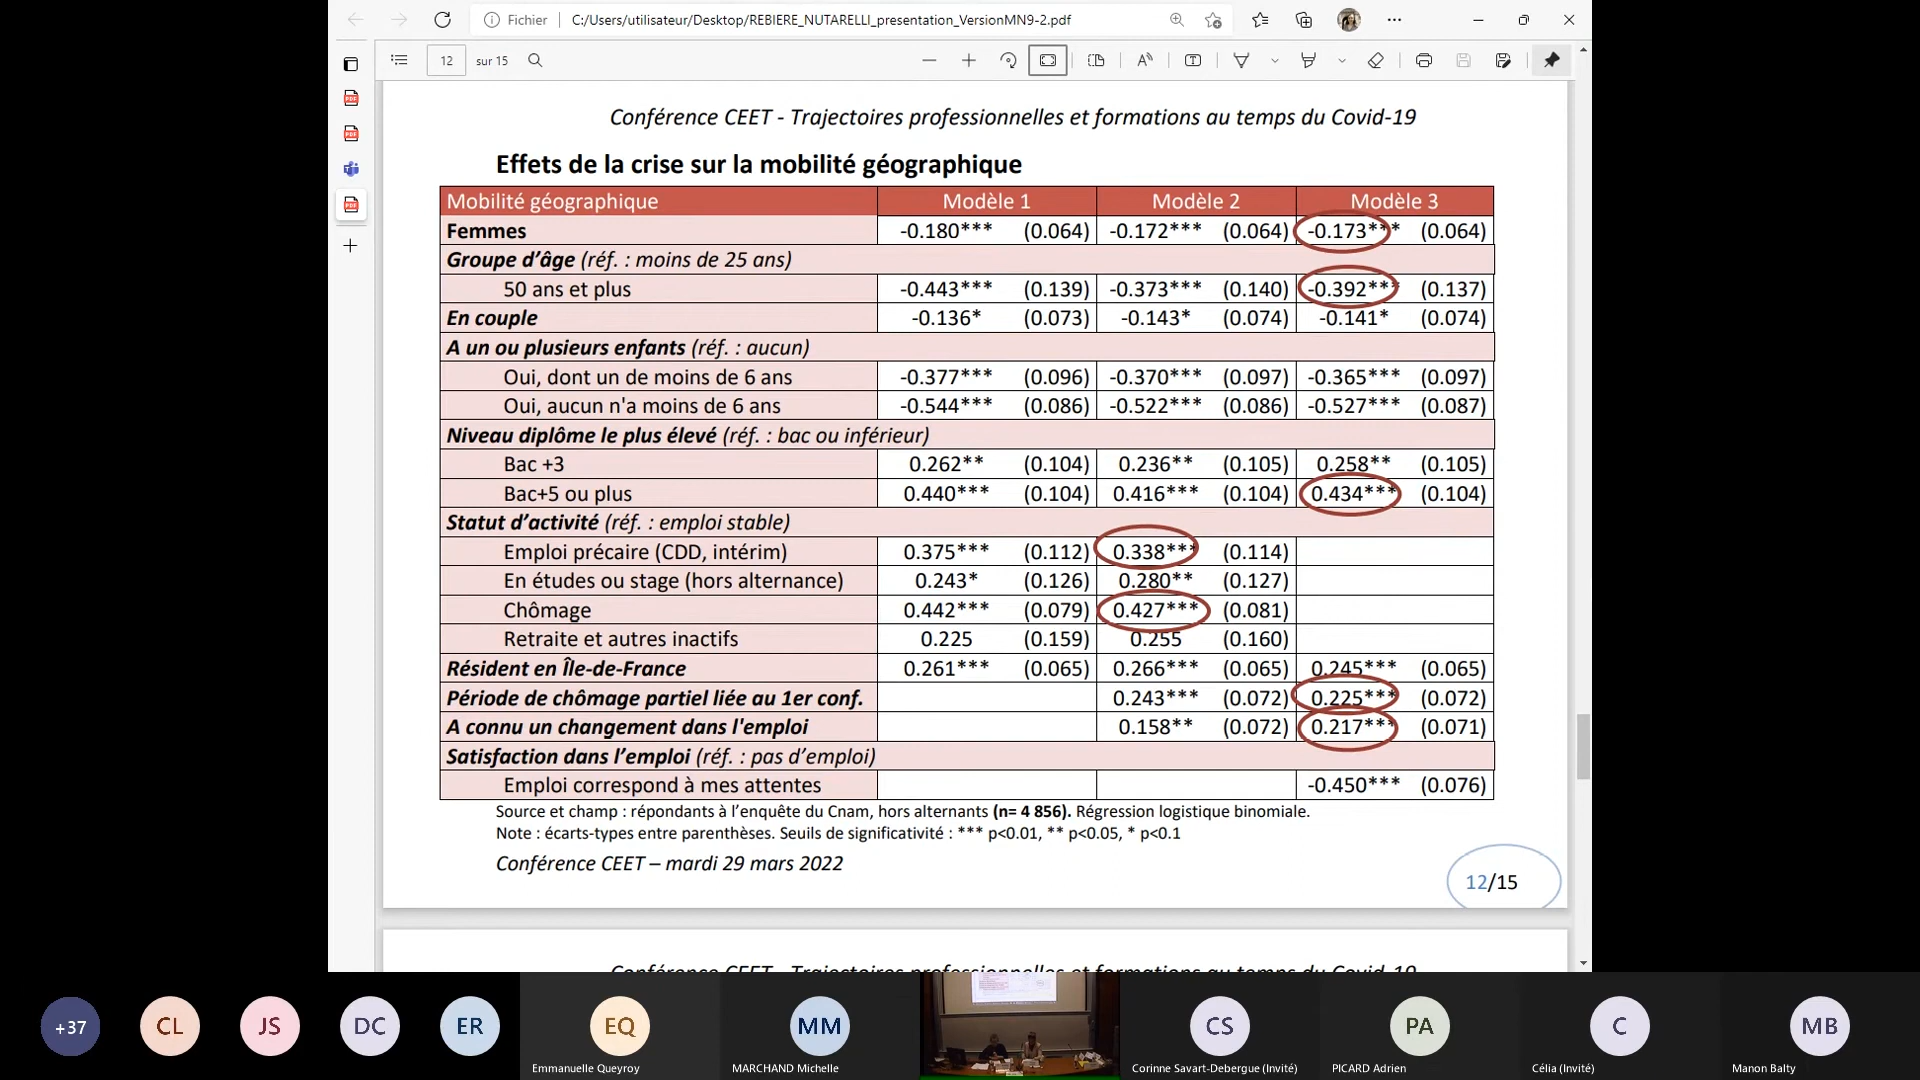 Fichier C:/Users/utilisateur/Desktop/REBIERE_NUTARELLI_presentation_VersionMN9-2.pdf
12 sur 15
Conférence CEET - Trajectoires professionnelles et formations au temps du Covid-19
Effets de la crise sur la mobilité géographique
Mobilité géographique Modèle 1 Modèle 2 Modèle 3
Femmes -0.180*** (0.064) -0.172*** (0.064) -0.173*** (0.064)
Groupe d'âge (réf. : moins de 25 ans)
50 ans et plus -0.443*** (0.139) -0.373*** (0.140) -0.392*** (0.137)
En couple -0.136* (0.073) -0.143* (0.074) -0.141* (0.074)
A un ou plusieurs enfants (réf. : aucun)
Oui, dont un de moins de 6 ans -0.377*** (0.096) -0.370*** (0.097) -0.365*** (0.097)
Oui, aucun n'a moins de 6 ans -0.544*** (0.086) -0.522*** (0.086) -0.527*** (0.087)
Niveau diplôme le plus élevé (réf. : bac ou inférieur)
Bac +3 0.262** (0.104) 0.236** (0.105) 0.258** (0.105)
Bac+5 ou plus 0.440*** (0.104) 0.416*** (0.104) 0.434*** (0.104)
Statut d'activité (réf. : emploi stable)
Emploi précaire (CDD, intérim) 0.375*** (0.112) 0.338*** (0.114)
En études ou stage (hors alternance) 0.243* (0.126) 0.280** (0.127)
Chômage 0.442*** (0.079) 0.427*** (0.081)
Retraite et autres inactifs 0.225 (0.159) 0.255 (0.160)
Résident en Île-de-France 0.261*** (0.065) 0.266*** (0.065) 0.245*** (0.065)
Période de chômage partiel liée au 1er conf. 0.243*** (0.072) 0.225*** (0.072)
A connu un changement dans l'emploi 0.158** (0.072) 0.217*** (0.071)
Satisfaction dans l'emploi (réf. : pas d'emploi)
Emploi correspond à mes attentes -0.450*** (0.076)
Source et champ : répondants à l'enquête du Cnam, hors alternants (n= 4 856). Régression logistique binomiale.
Note : écarts-types entre parenthèses. Seuils de significativité : *** p<0.01, ** p<0.05, * p<0.1
Conférence CEET – mardi 29 mars 2022
12/15
Conférence CEET - Trajectoires professionnelles et formations au temps du Covid-19
+37 CL JS DC ER EQ MM CS PA C MB
Emmanuelle Queyroy MARCHAND Michelle Corinne Savart-Debergue (Invité) PICARD Adrien Célia (Invité) Manon Balty